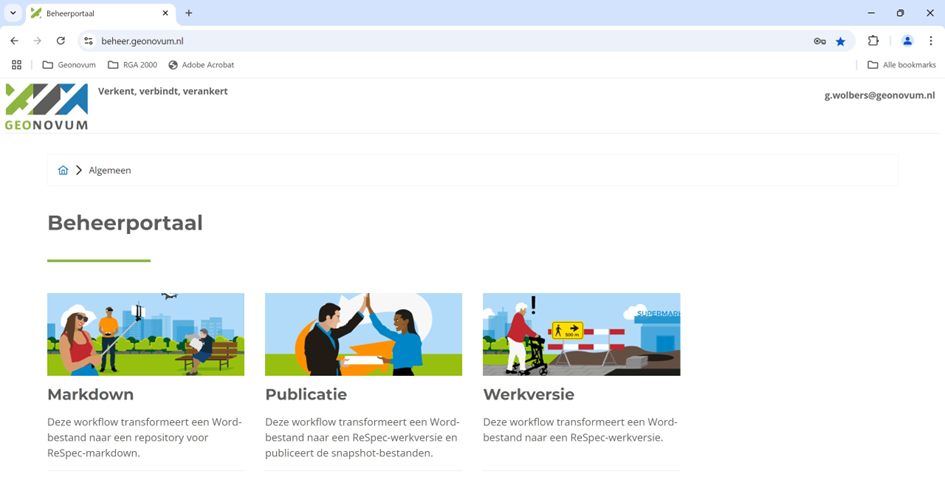 Beheerportaal
beheer.geonovum.nl
Geonovum
RGA 2000
Adobe Acrobat
All bookmarks
GEONOVUM
Verkent, verbindt, verankert
g.wolbers@geonovum.nl
Algemeen
Beheerportaal
SUPERMAR
Markdown
Publicatie
Werkversie
Deze workflow transformeert een Word-
bestand naar een repository voor
ReSpec-markdown.
Deze workflow transformeert een Word-
bestand naar een ReSpec-werkversie en
publiceert de snapshot-bestanden.
Deze workflow transformeert een Word-
bestand naar een ReSpec-werkversie.